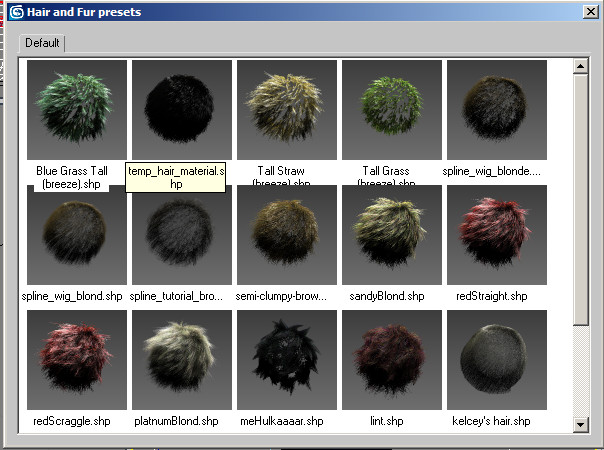 Hair and Fur presets
Default
Blue Grass Tall
(breeze).shp
temp_hair_material.s
hp
Tall Straw
(breeze).shp
Tall Grass
(breeze).shp
spline_wig_blonde....
spline_wig_blond.shp
spline_tutorial_bro...
semi-clumpy-brow...
sandyBlond.shp
redStraight.shp
redScraggle.shp
platnumBlond.shp
meHulkaaaar.shp
lint.shp
kelcey's hair.shp